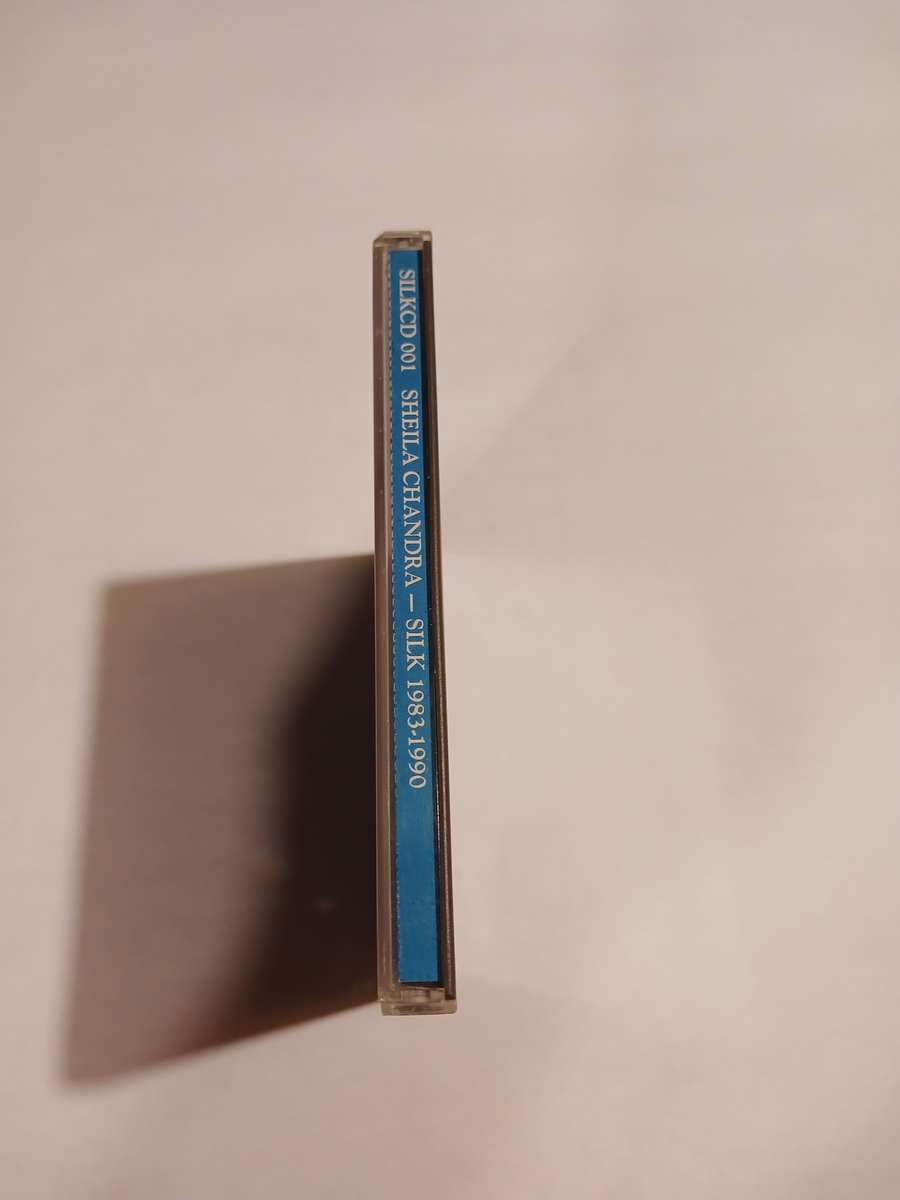 SILKCD 001 SHEILA CHANDRA — SILK 1983-1990